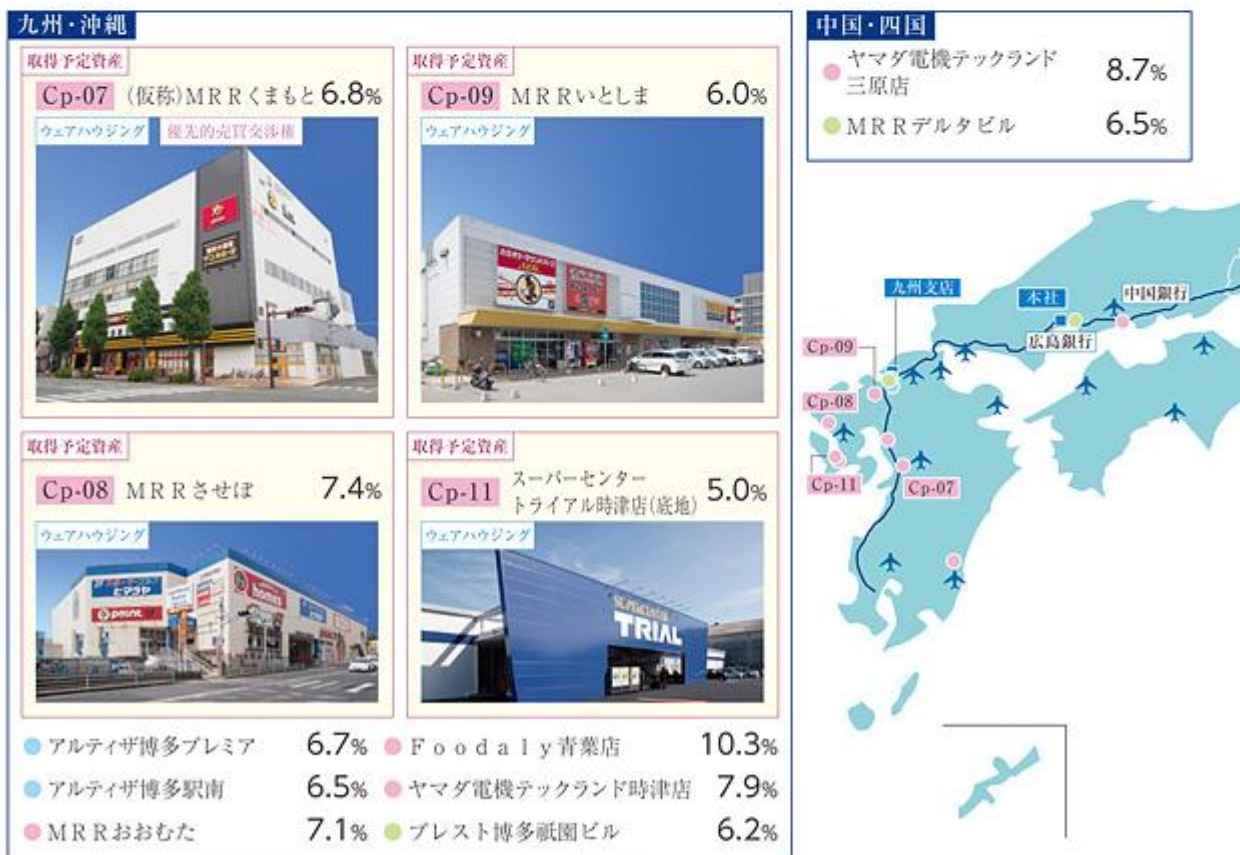 九州・沖縄
取得予定資産
Cp-07 (仮称)MRRくまもと 6.8%
ウェアハウジング 優先的売買交渉権
取得予定資産
Cp-09 MRRいとしま 6.0%
ウェアハウジング
取得予定資産
Cp-08 MRRさせぼ 7.4%
ウェアハウジング
ヒマラヤ
homes
取得予定資産
Cp-11 スーパーセンター
トライアル時津店(底地) 5.0%
ウェアハウジング
SUPERCENTER
TRIAL
アルティザ博多プレミア 6.7%
アルティザ博多駅南 6.5%
MRRおおむた 7.1%
Foodaly青葉店 10.3%
ヤマダ電機テックランド時津店 7.9%
プレスト博多祇園ビル 6.2%
中国・四国
ヤマダ電機テックランド
三原店 8.7%
MRRデルタビル 6.5%
九州支店
本社
中国銀行
広島銀行
Cp-09
Cp-08
Cp-11
Cp-07